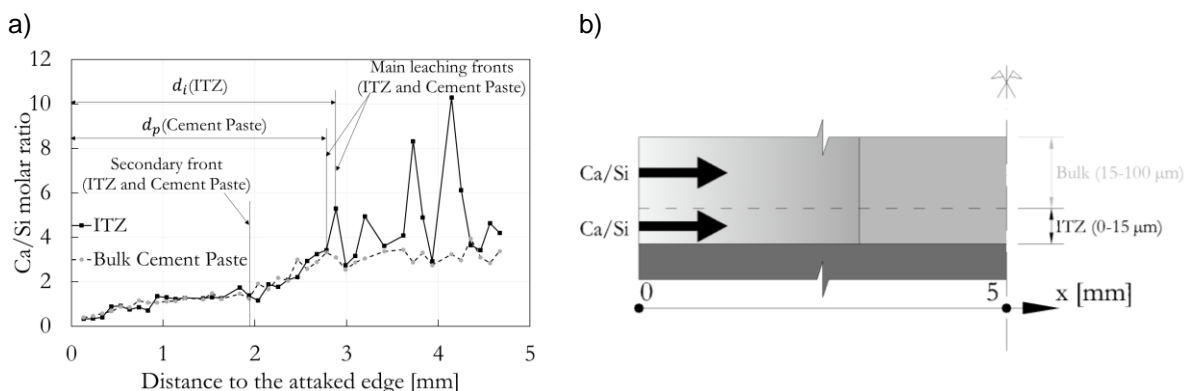 a)
12
10
8
6
4
2
0
Ca/Si molar ratio
Main leaching fronts
(ITZ and Cement Paste)
d_i(ITZ)
d_p(Cement Paste)
Secondary front
(ITZ and Cement Paste)
ITZ
Bulk Cement Paste
0
1
2
3
4
5
Distance to the attaked edge [mm]
b)
Ca/Si
Ca/Si
Bulk (15-100 μm)
ITZ (0-15 μm)
0
5
x [mm]